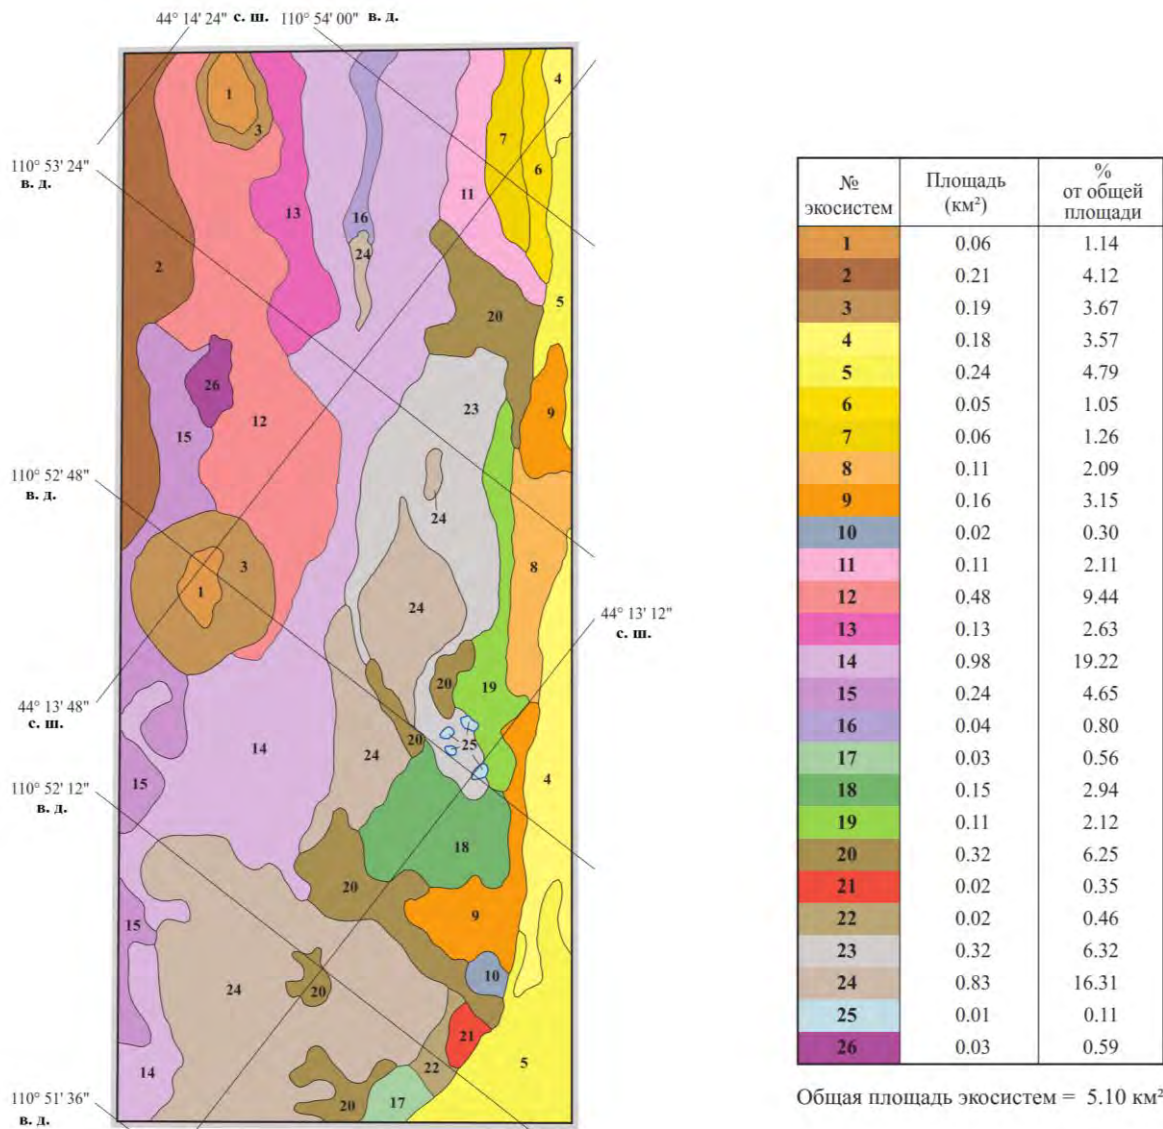 44° 14' 24" с. ш. 110° 54' 00" в. д.
1
4
3
7
110° 53' 24"
в. д.
6
11
13
16
24
2
5
20
26
23
12
9
15
110° 52' 48"
в. д.
24
3
8
1
24
44° 13' 12"
с. ш.
20
19
44° 13' 48"
с. ш.
20
25
14
24
4
15
110° 52' 12"
в. д.
18
20
9
15
10
24
20
21
5
22
14
110° 51' 36"
в. д.
20
17
№
экосистем
Площадь
(км²)
%
от общей
площади
1 0.06 1.14
2 0.21 4.12
3 0.19 3.67
4 0.18 3.57
5 0.24 4.79
6 0.05 1.05
7 0.06 1.26
8 0.11 2.09
9 0.16 3.15
10 0.02 0.30
11 0.11 2.11
12 0.48 9.44
13 0.13 2.63
14 0.98 19.22
15 0.24 4.65
16 0.04 0.80
17 0.03 0.56
18 0.15 2.94
19 0.11 2.12
20 0.32 6.25
21 0.02 0.35
22 0.02 0.46
23 0.32 6.32
24 0.83 16.31
25 0.01 0.11
26 0.03 0.59
Общая площадь экосистем = 5.10 км²